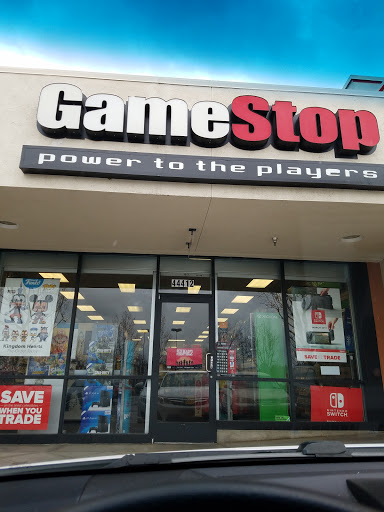 GameStop
power to the players
44412
Funko
Kingdom Hearts
SAVE
WHEN YOU
TRADE
SAVE
TRADE
NINTENDO
SWITCH